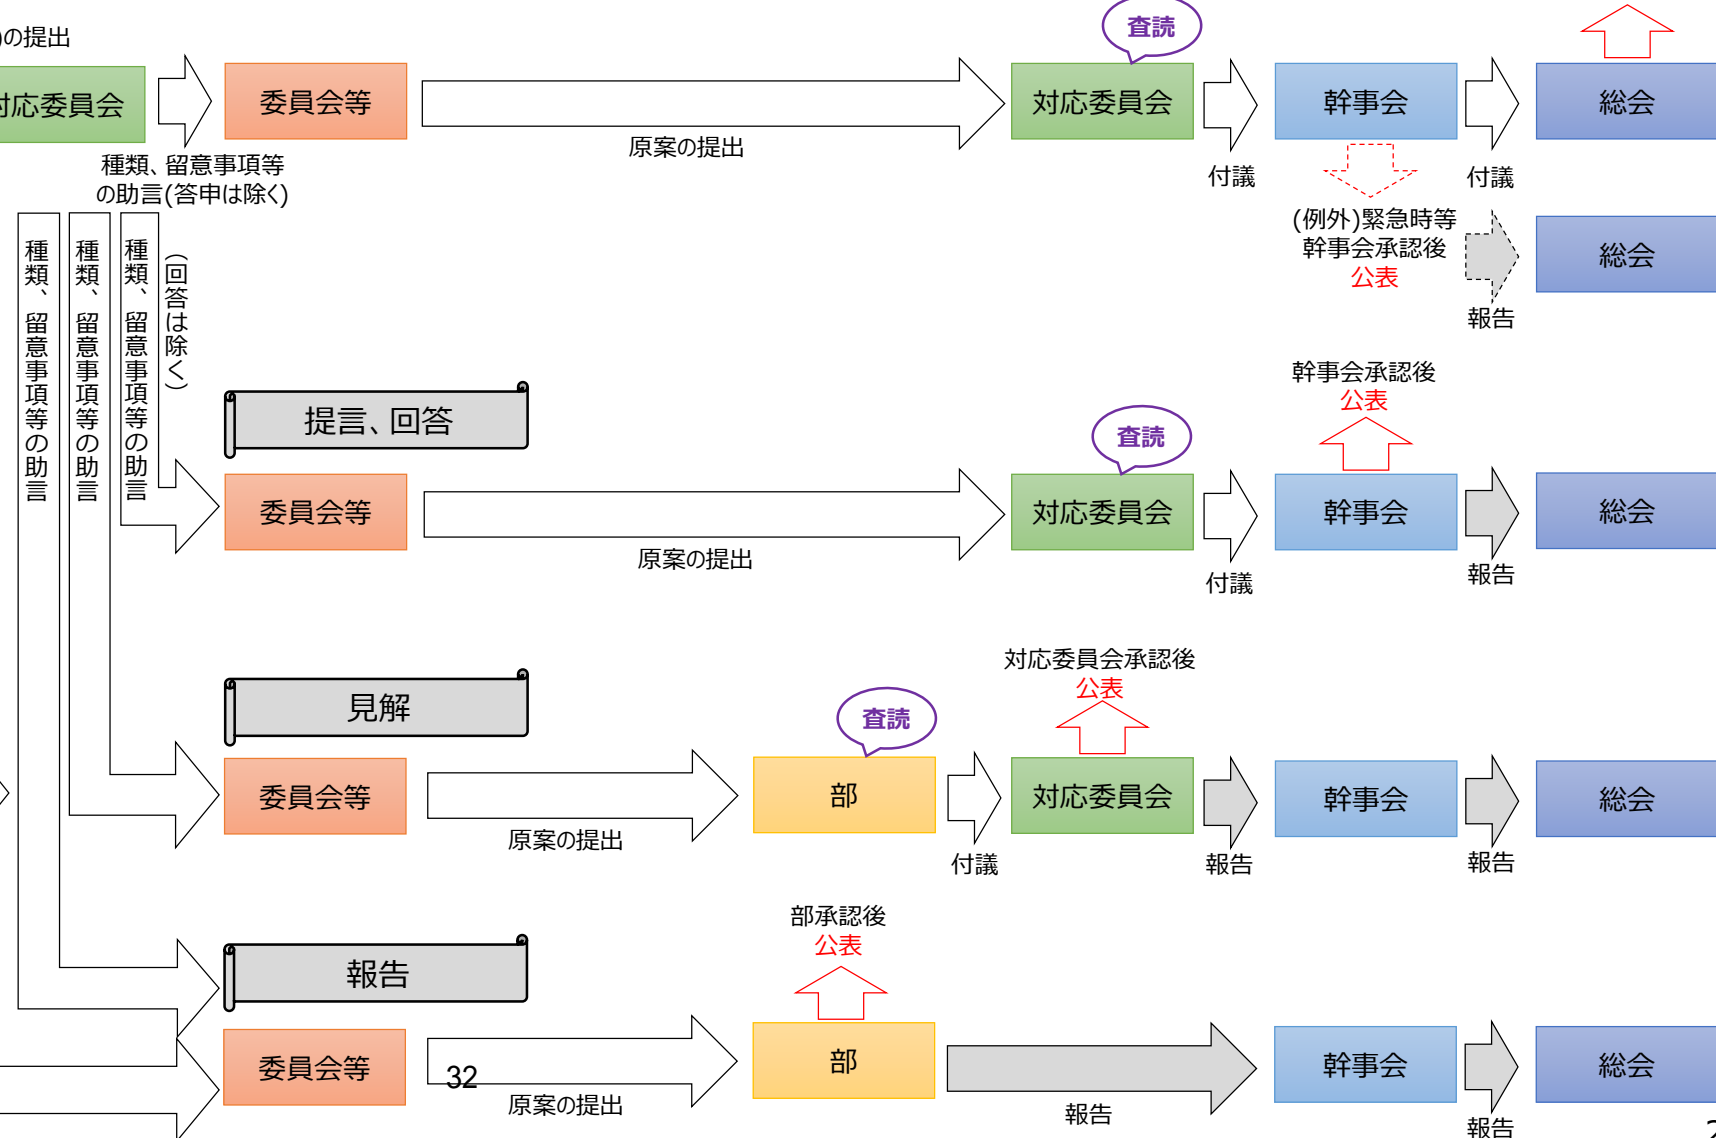 の提出
査読
対応委員会
委員会等
対応委員会
幹事会
総会
原案の提出
付議
付議
種類、留意事項等
の助言(答申は除く)
(例外)緊急時等
幹事会承認後
公表
総会
報告
種類、留意事項等の助言
種類、留意事項等の助言
種類、留意事項等の助言
(回答は除く)
提言、回答
幹事会承認後
公表
査読
委員会等
対応委員会
幹事会
総会
原案の提出
付議
報告
見解
対応委員会承認後
公表
査読
委員会等
部
対応委員会
幹事会
総会
原案の提出
付議
報告
報告
報告
部承認後
公表
委員会等
部
幹事会
総会
32
原案の提出
報告
報告